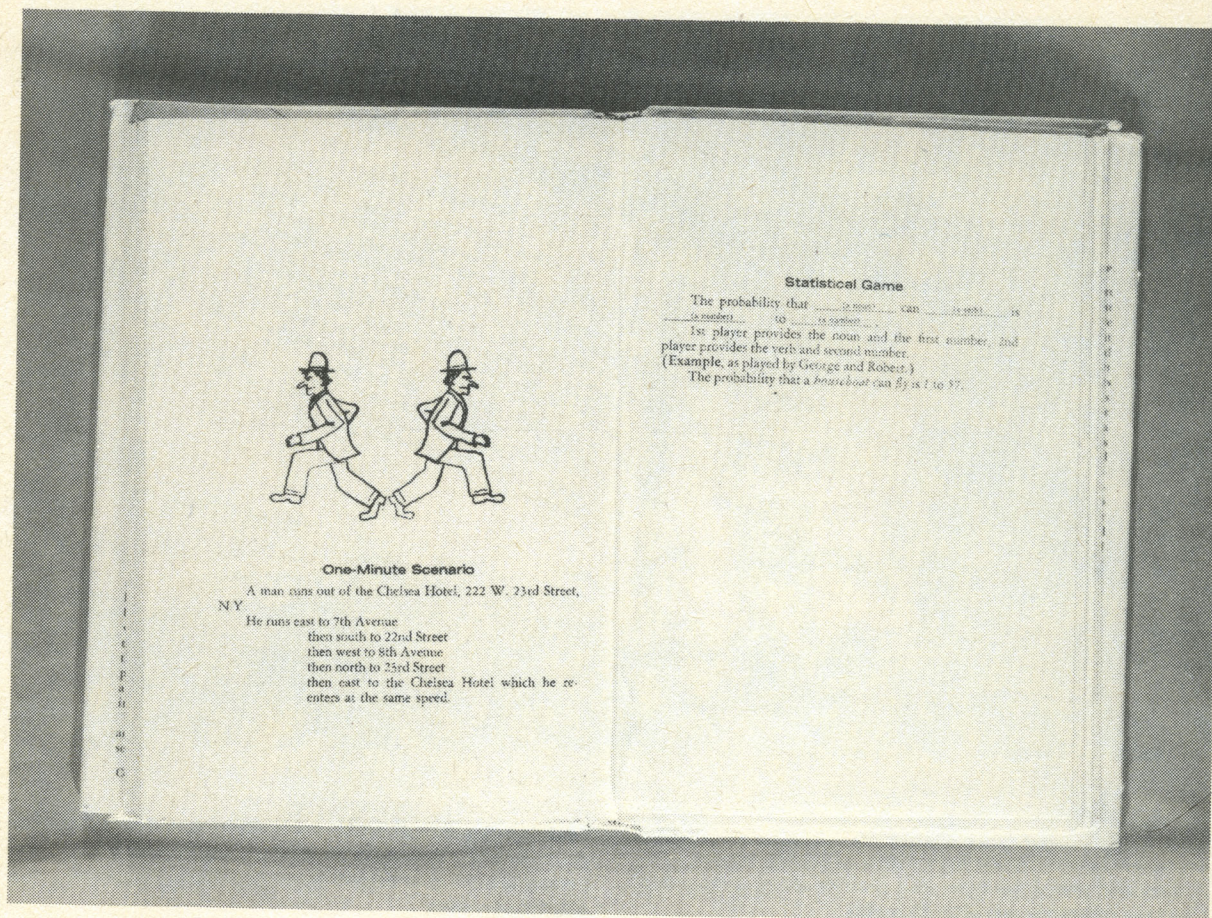 One-Minute Scenario
A man runs out of the Chelsea Hotel, 222 W. 23rd Street,
N Y
He runs east to 7th Avenue
then south to 22nd Street
then west to 8th Avenue
then north to 23rd Street
then east to the Chelsea Hotel which he re-
enters at the same speed.
Statistical Game
The probability that (a noun) can (a verb) is
(a number) to (a number) .
1st player provides the noun and the first number, 2nd
player provides the verb and second number.
(Example, as played by George and Robert.)
The probability that a houseboat can fly is 1 to 57.